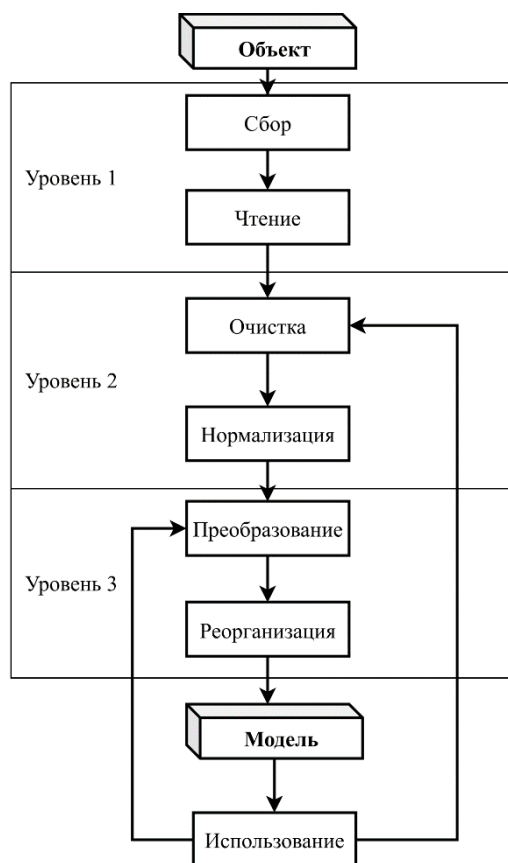 Объект
Сбор
Уровень 1
Чтение
Очистка
Уровень 2
Нормализация
Преобразование
Уровень 3
Реорганизация
Модель
Использование